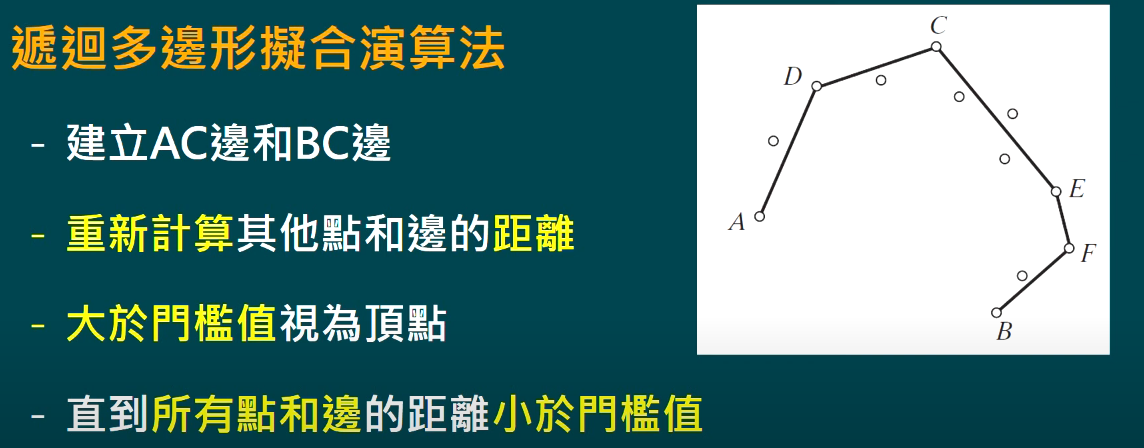 遞迴多邊形擬合演算法
- 建立AC邊和BC邊
- 重新計算其他點和邊的距離
- 大於門檻值視為頂點
- 直到所有點和邊的距離小於門檻值
C
D
E
A
F
B